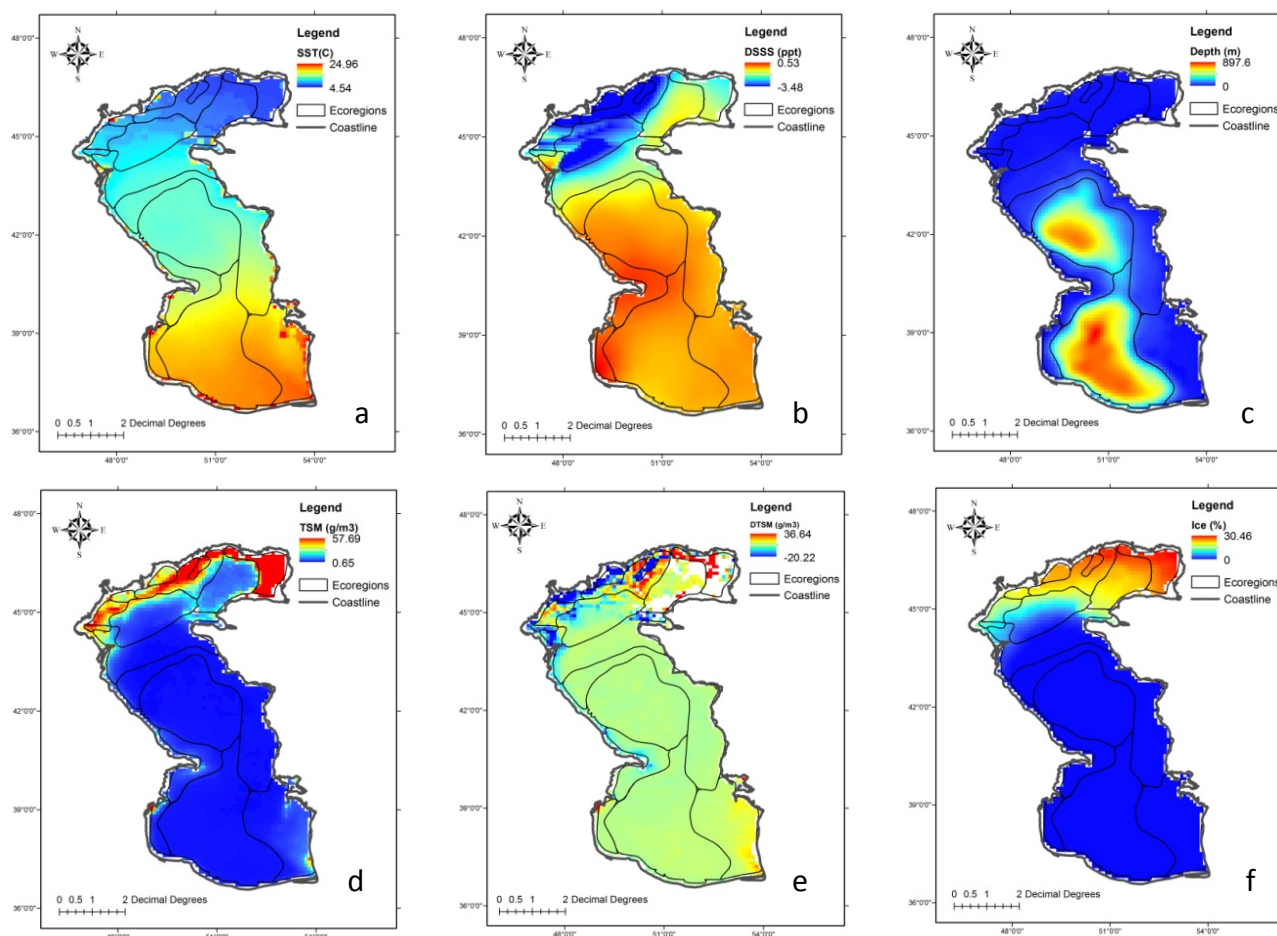 Legend
SST(C)
24.96
4.54
Ecoregions
Coastline
N
W E
S
48°0'0"
45°0'0"
42°0'0"
39°0'0"
36°0'0"
0 0.5 1 2 Decimal Degrees
a
48°0'0" 51°0'0" 54°0'0"
Legend
DSSS (ppt)
0.53
-3.48
Ecoregions
Coastline
N
W E
S
48°0'0"
45°0'0"
42°0'0"
39°0'0"
36°0'0"
0 0.5 1 2 Decimal Degrees
b
48°0'0" 51°0'0" 54°0'0"
Legend
Depth (m)
897.6
0
Ecoregions
Coastline
N
W E
S
48°0'0"
45°0'0"
42°0'0"
39°0'0"
36°0'0"
0 0.5 1 2 Decimal Degrees
c
48°0'0" 51°0'0" 54°0'0"
Legend
TSM (g/m3)
57.69
0.65
Ecoregions
Coastline
N
W E
S
48°0'0"
45°0'0"
42°0'0"
39°0'0"
36°0'0"
0 0.5 1 2 Decimal Degrees
d
Legend
DTSM (g/m3)
36.64
-20.22
Ecoregions
Coastline
N
W E
S
48°0'0"
45°0'0"
42°0'0"
39°0'0"
36°0'0"
0 0.5 1 2 Decimal Degrees
e
48°0'0" 51°0'0" 54°0'0"
Legend
Ice (%)
30.46
0
Ecoregions
Coastline
N
W E
S
48°0'0"
45°0'0"
42°0'0"
39°0'0"
36°0'0"
0 0.5 1 2 Decimal Degrees
f
48°0'0" 51°0'0" 54°0'0"